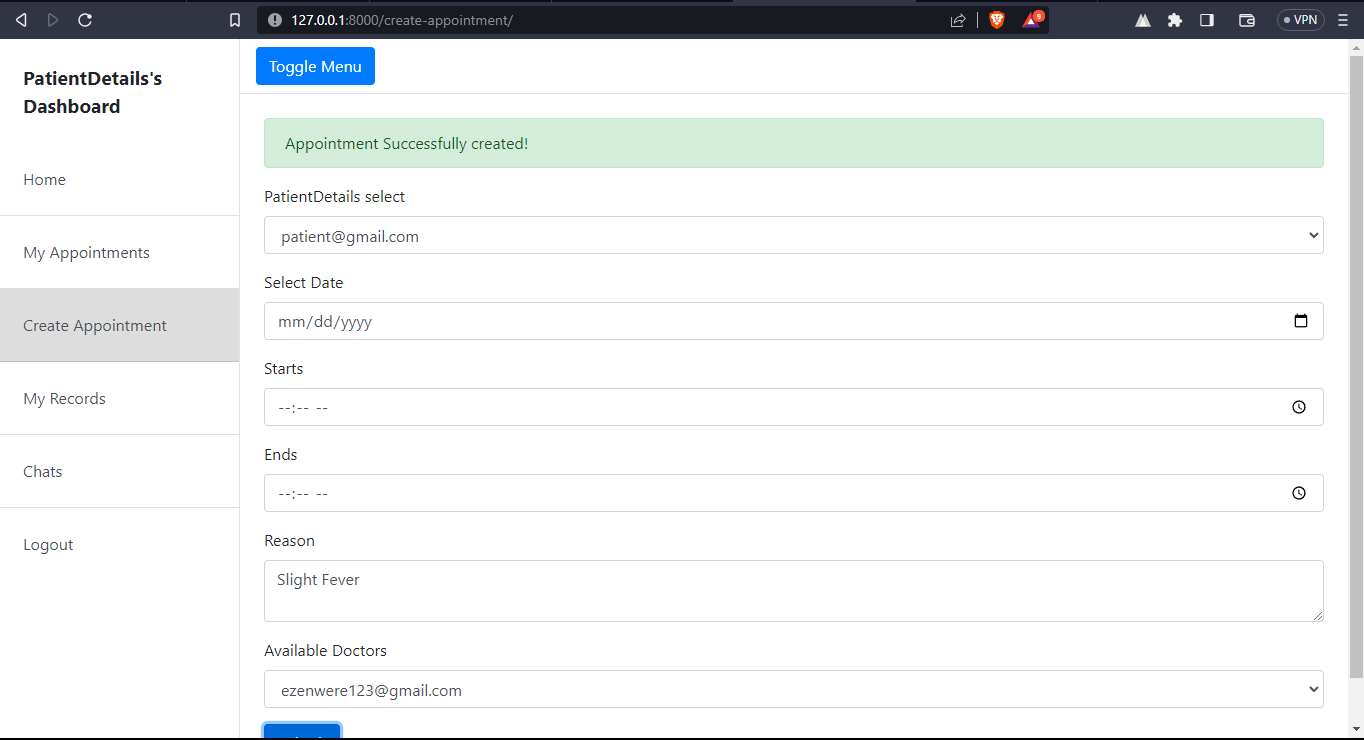 127.0.0.1:8000/create-appointment/
9
VPN
PatientDetails's
Dashboard
Home
My Appointments
Create Appointment
My Records
Chats
Logout
Toggle Menu
Appointment Successfully created!
PatientDetails select
patient@gmail.com
Select Date
mm/dd/yyyy
Starts
--:-- --
Ends
--:-- --
Reason
Slight Fever
Available Doctors
ezenwere123@gmail.com